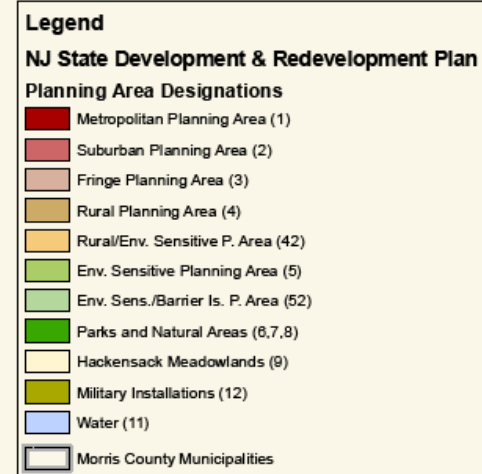 Legend
NJ State Development & Redevelopment Plan
Planning Area Designations
Metropolitan Planning Area (1)
Suburban Planning Area (2)
Fringe Planning Area (3)
Rural Planning Area (4)
Rural/Env. Sensitive P. Area (42)
Env. Sensitive Planning Area (5)
Env. Sens./Barrier Is. P. Area (52)
Parks and Natural Areas (6,7,8)
Hackensack Meadowlands (9)
Military Installations (12)
Water (11)
Morris County Municipalities